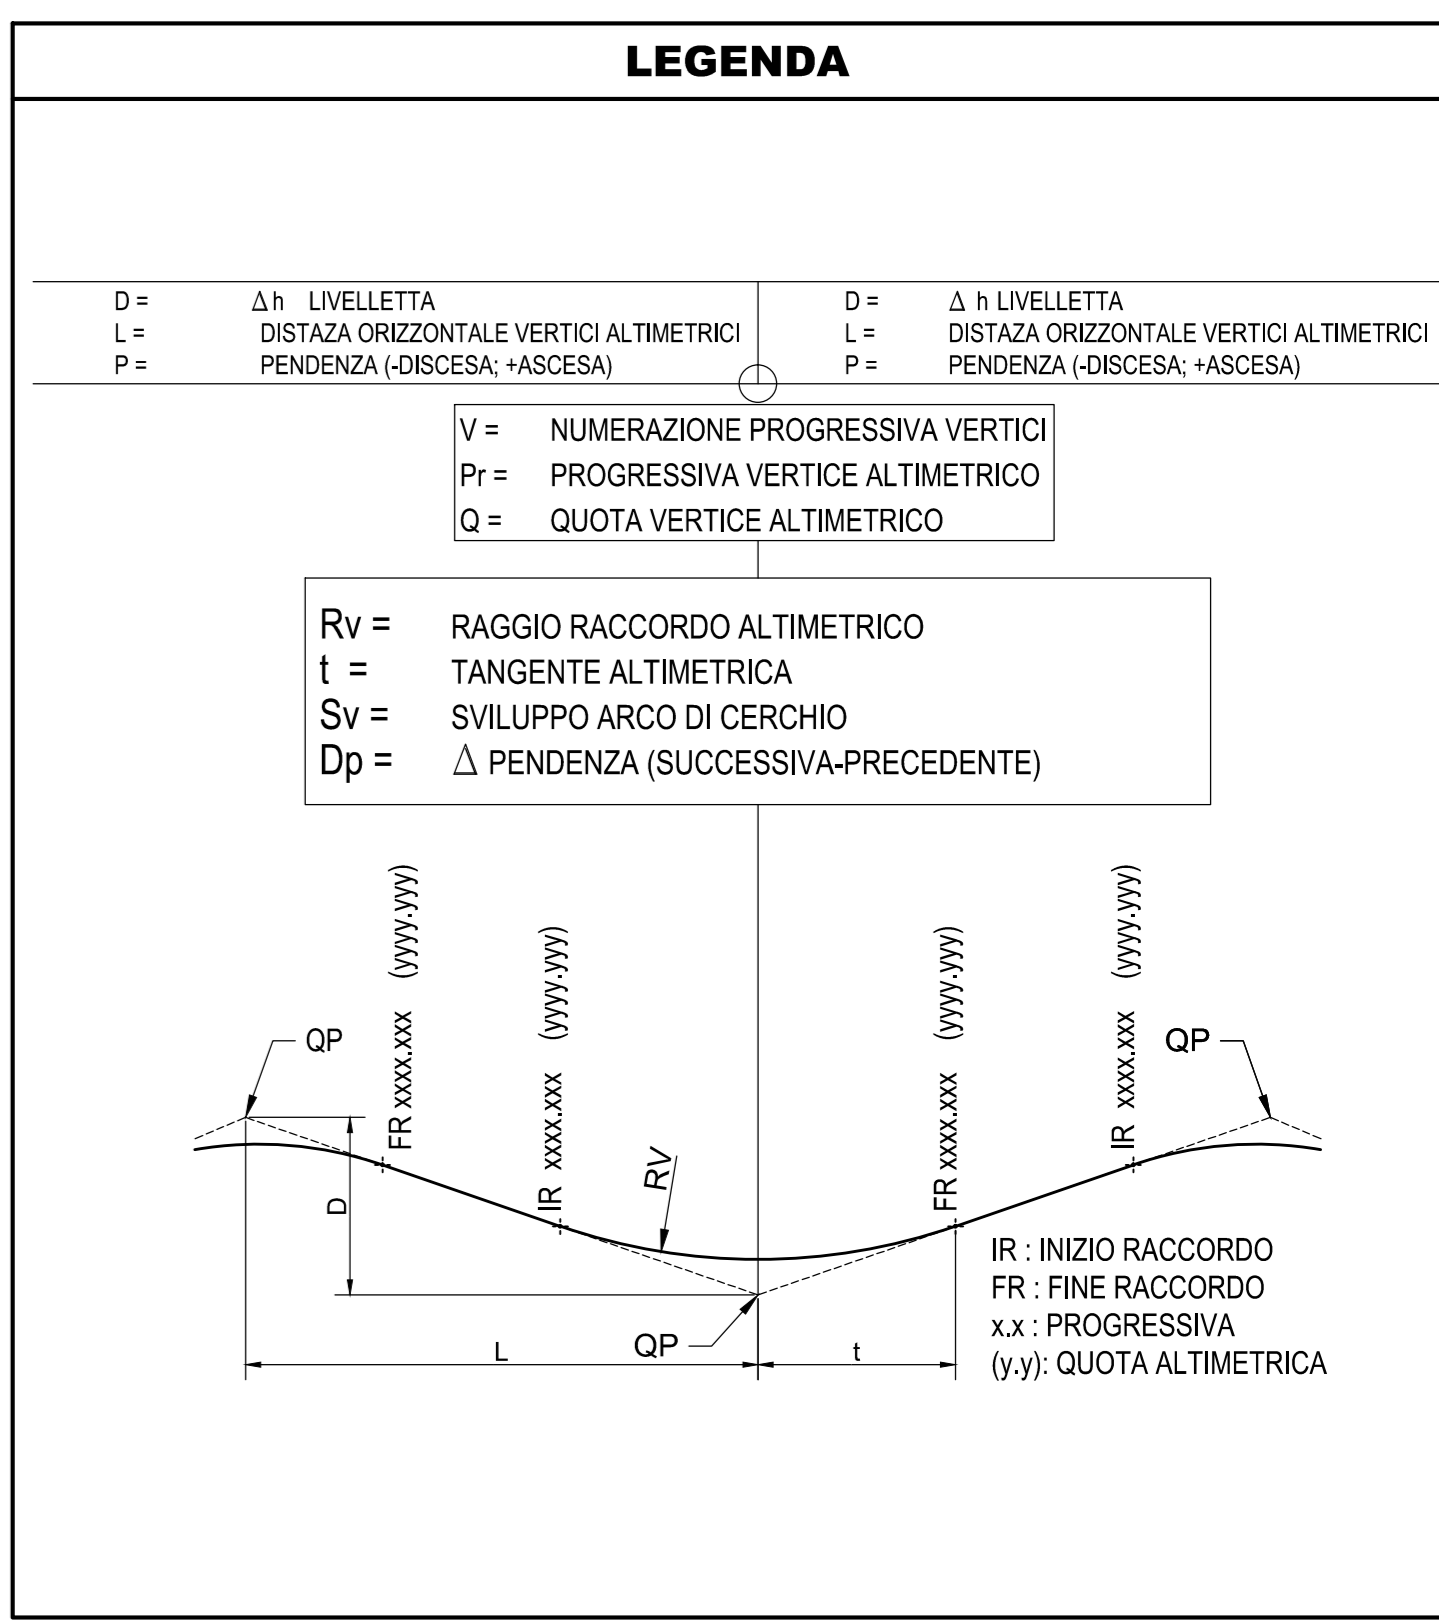 LEGENDA
D = Δ h LIVELLETTA
L = DISTAZA ORIZZONTALE VERTICI ALTIMETRICI
P = PENDENZA (-DISCESA; +ASCESA)
D = Δ h LIVELLETTA
L = DISTAZA ORIZZONTALE VERTICI ALTIMETRICI
P = PENDENZA (-DISCESA; +ASCESA)
V = NUMERAZIONE PROGRESSIVA VERTICI
Pr = PROGRESSIVA VERTICE ALTIMETRICO
Q = QUOTA VERTICE ALTIMETRICO
Rv = RAGGIO RACCORDO ALTIMETRICO
t = TANGENTE ALTIMETRICA
Sv = SVILUPPO ARCO DI CERCHIO
Dp = Δ PENDENZA (SUCCESSIVA-PRECEDENTE)
QP
FR xxxx.xxx (yyyy.yyy)
IR xxxx.xxx (yyyy.yyy)
FR xxxx.xxx (yyyy.yyy)
IR xxxx.xxx (yyyy.yyy)
QP
D
RV
QP
L
t
IR : INIZIO RACCORDO
FR : FINE RACCORDO
x.x : PROGRESSIVA
(y.y): QUOTA ALTIMETRICA